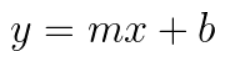 y = mx + b